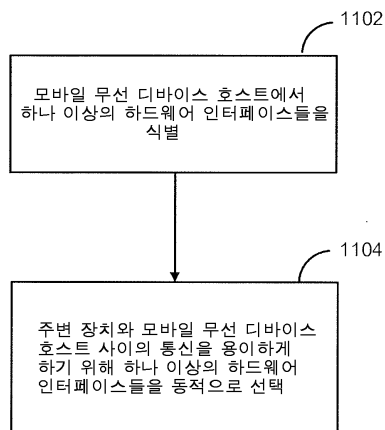 1102
모바일 무선 디바이스 호스트에서
하나 이상의 하드웨어 인터페이스들을
식별
1104
주변 장치와 모바일 무선 디바이스
호스트 사이의 통신을 용이하게
하기 위해 하나 이상의 하드웨어
인터페이스들을 동적으로 선택